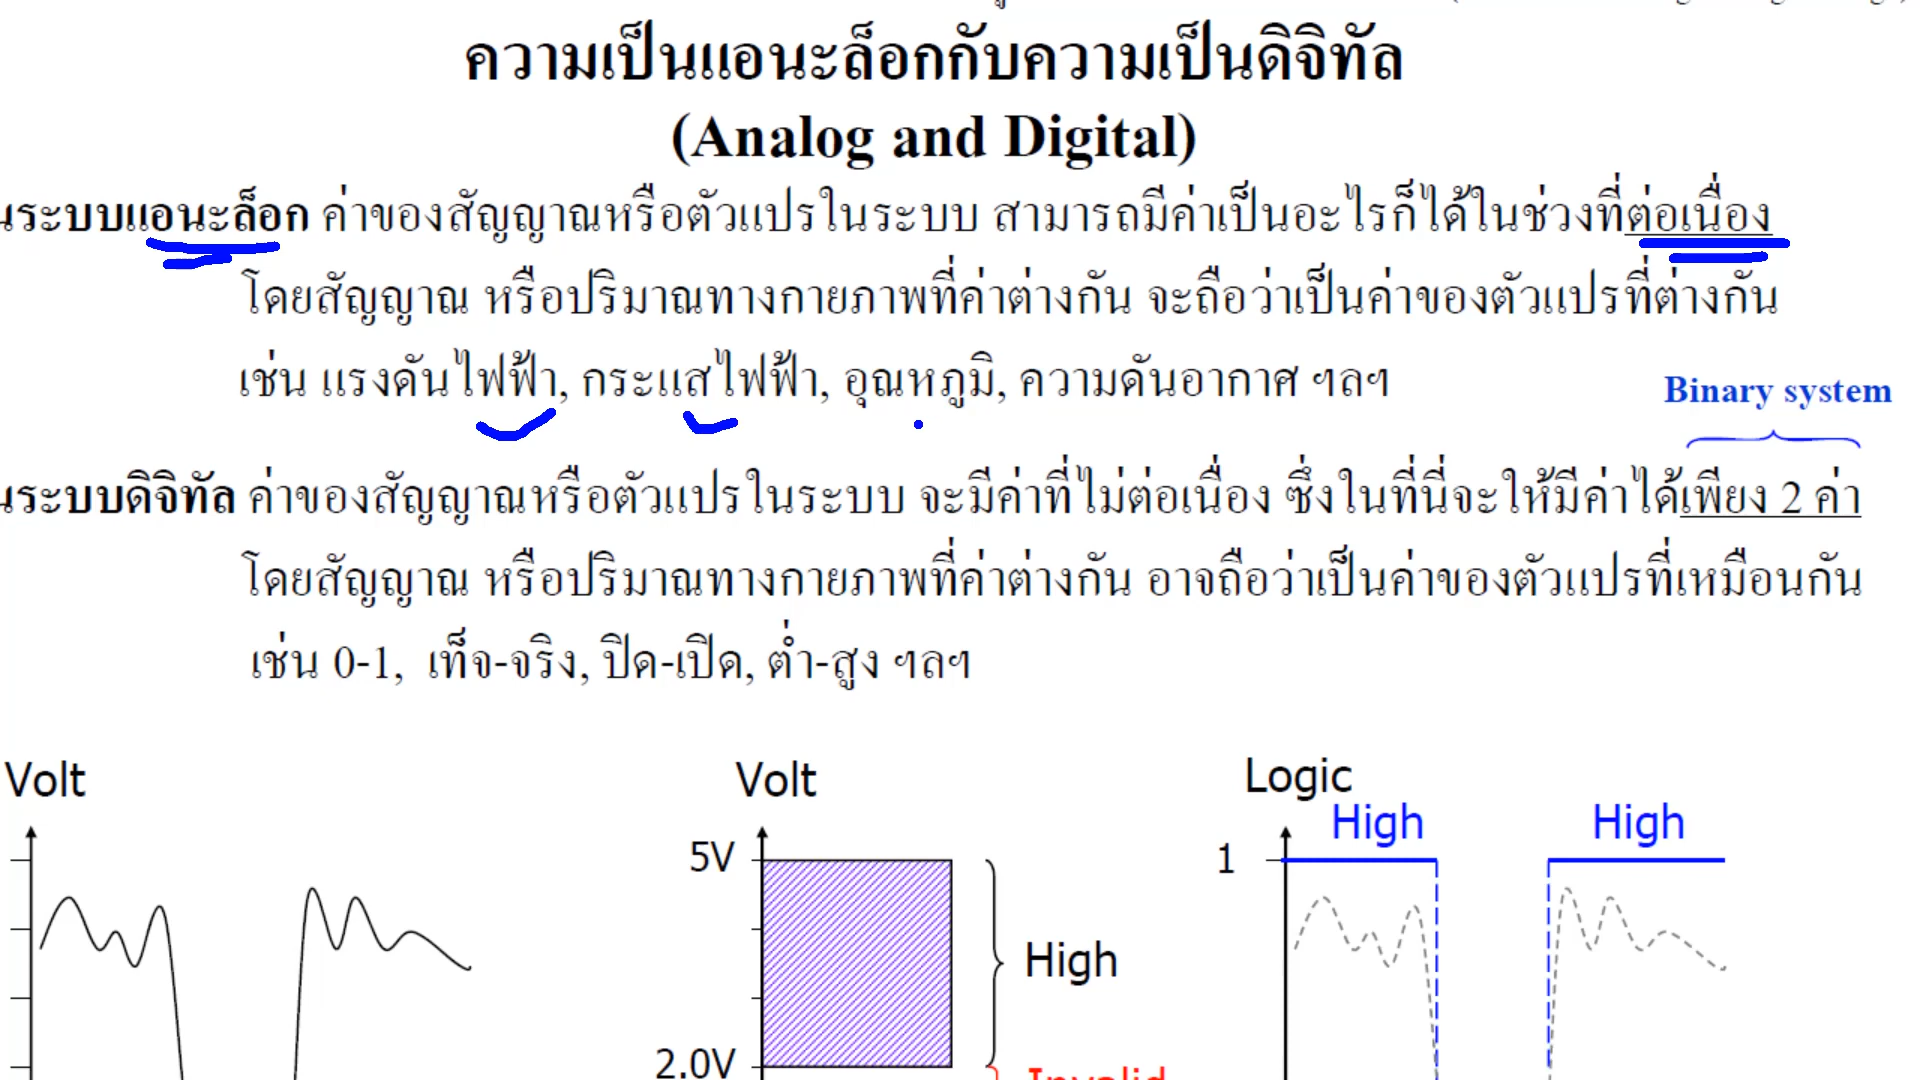 ความเป็นแอนะล็อกกับความเป็นดิจิทัล
(Analog and Digital)
ระบบแอนะล็อก ค่าของสัญญาณหรือตัวแปรในระบบ สามารถมีค่าเป็นอะไรก็ได้ในช่วงที่ต่อเนื่อง
โดยสัญญาณ หรือปริมาณทางกายภาพที่ค่าต่างกัน จะถือว่าเป็นค่าของตัวแปรที่ต่างกัน
เช่น แรงดันไฟฟ้า, กระแสไฟฟ้า, อุณหภูมิ, ความดันอากาศ ฯลฯ
Binary system
ระบบดิจิทัล ค่าของสัญญาณหรือตัวแปรในระบบ จะมีค่าที่ไม่ต่อเนื่อง ซึ่งในที่นี่จะให้มีค่าได้เพียง 2 ค่า
โดยสัญญาณ หรือปริมาณทางกายภาพที่ค่าต่างกัน อาจถือว่าเป็นค่าของตัวแปรที่เหมือนกัน
เช่น 0-1, เท็จ-จริง, ปิด-เปิด, ต่ำ-สูง ฯลฯ
Volt
Volt
5V
High
2.0V
Invalid
Logic
High
High
1